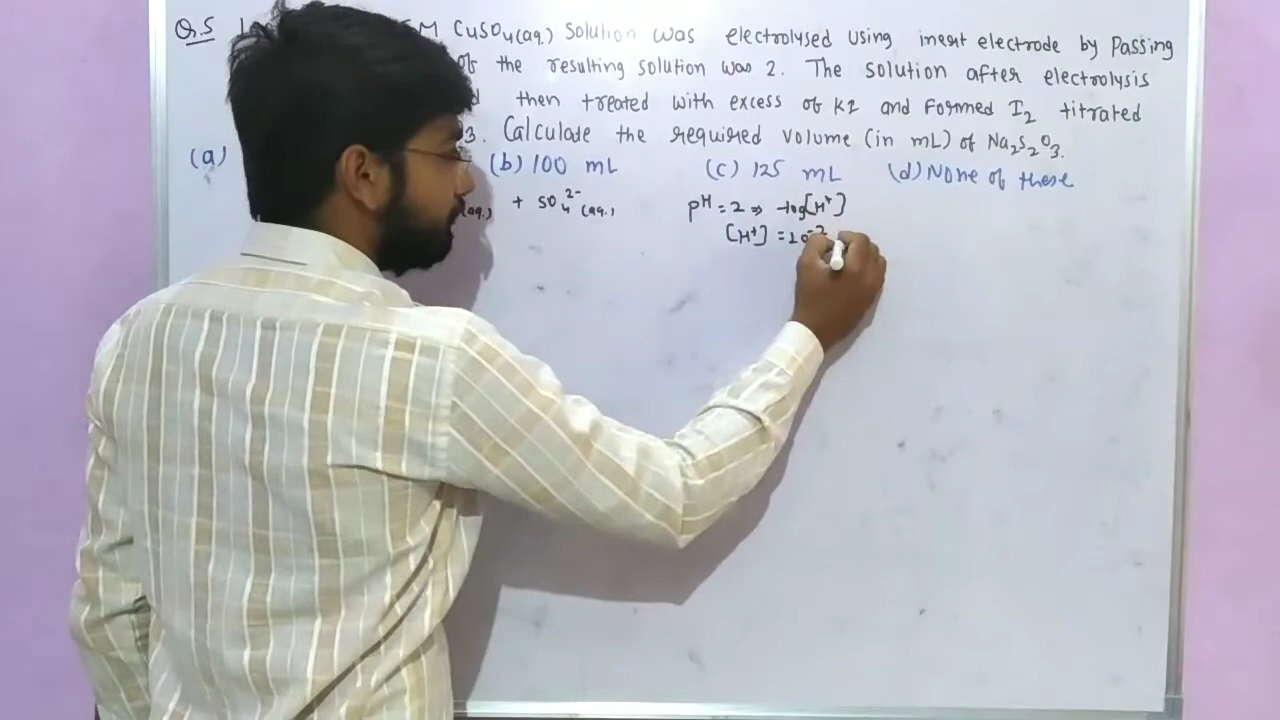 Q.5 M CuSO4(aq.) Solution was electrolysed using inert electrode by Passing
of the resulting solution was 2. The solution after electrolysis
then treated with excess of KI and Formed I2 titrated
3. Calculate the required volume (in mL) of Na2S2O3.
(a) (b) 100 mL (c) 125 mL (d) None of these
(aq.) + SO4^2-(aq.) pH = 2 ⇒ -log[H+]
[H+] = 10^-2